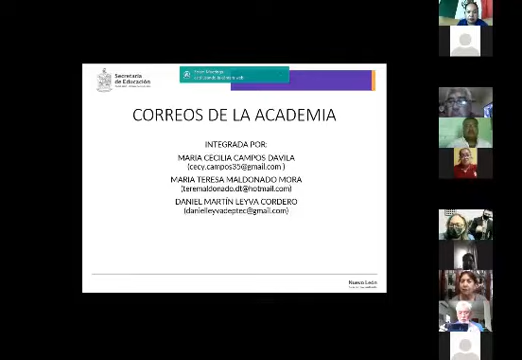 Secretaría
de Educación
CORREOS DE LA ACADEMIA
INTEGRADA POR:
MARIA CECILIA CAMPOS DAVILA
(cecy.campos35@gmail.com )
MARIA TERESA MALDONADO MORA
(teremaldonado.dt@hotmail.com)
DANIEL MARTÍN LEYVA CORDERO
(danielleyvadeptec@gmail.com)
Nuevo León